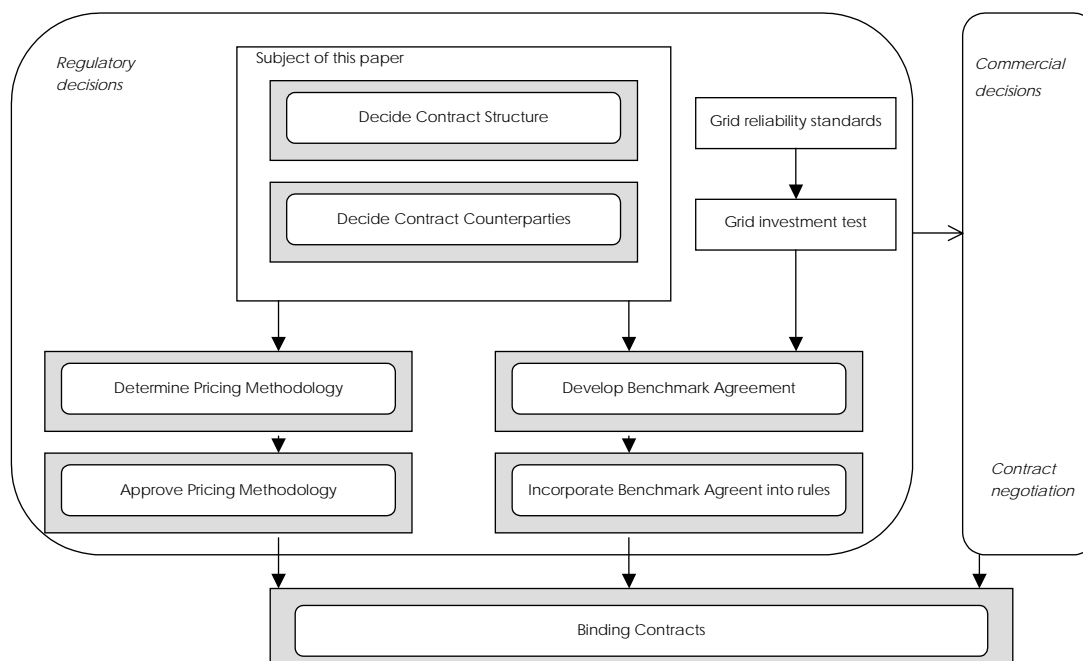 Regulatory
decisions
Subject of this paper
Decide Contract Structure
Decide Contract Counterparties
Grid reliability standards
Grid investment test
Commercial
decisions
Determine Pricing Methodology
Develop Benchmark Agreement
Approve Pricing Methodology
Incorporate Benchmark Agreent into rules
Contract
negotiation
Binding Contracts